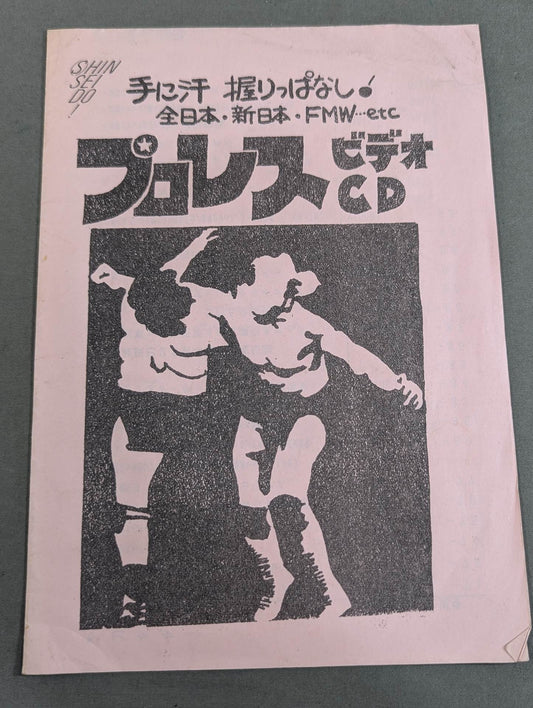 SHIN
SEI
DO!
手に汗 握りっぱなし!
全日本・新日本・FMW…etc
プロレス ビデオ
CD